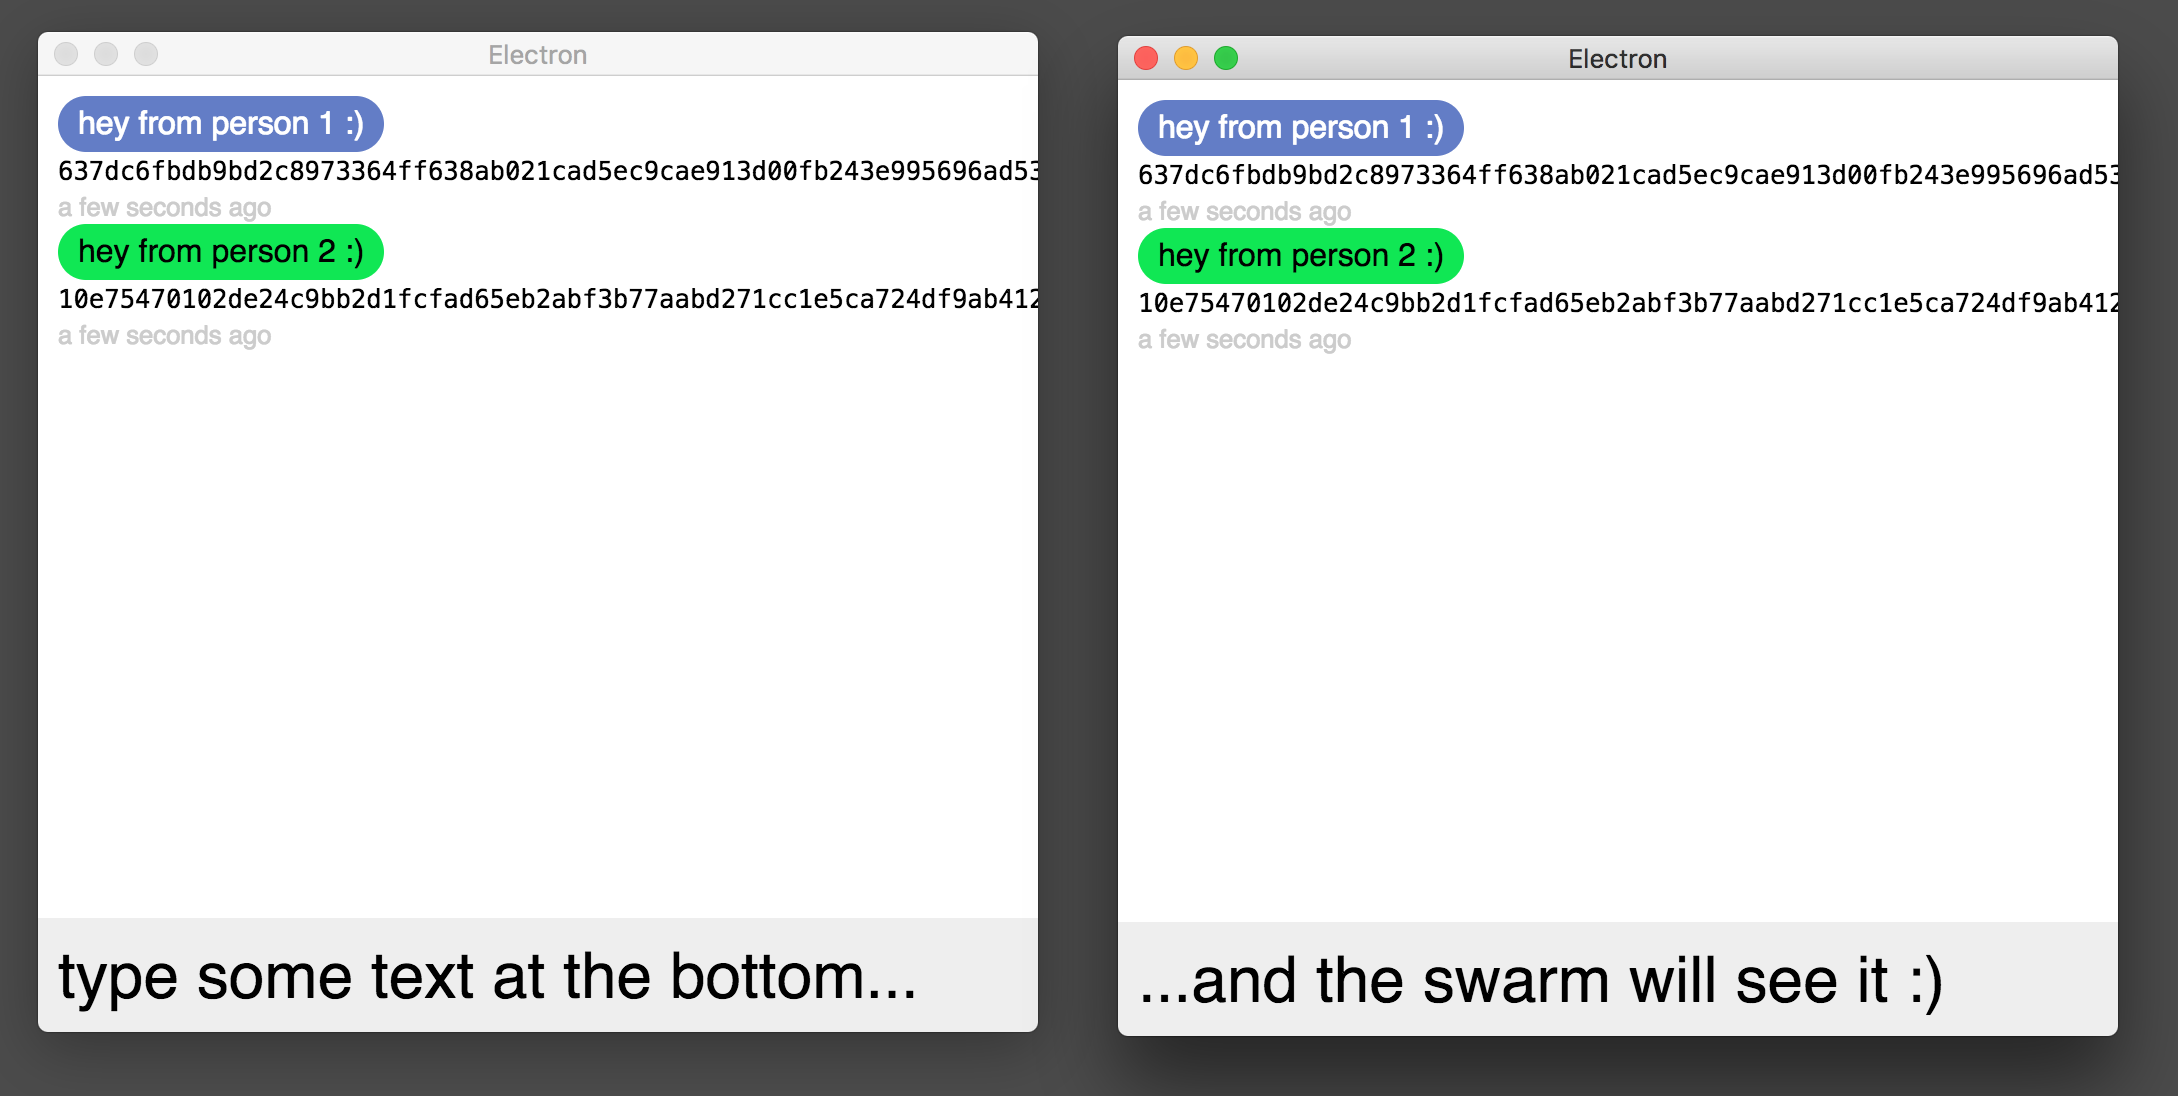 Electron
hey from person 1 :)
637dc6fbdb9bd2c8973364ff638ab021cad5ec9cae913d00fb243e995696ad53
a few seconds ago
hey from person 2 :)
10e75470102de24c9bb2d1fcfad65eb2abf3b77aabd271cc1e5ca724df9ab412
a few seconds ago
type some text at the bottom...
Electron
hey from person 1 :)
637dc6fbdb9bd2c8973364ff638ab021cad5ec9cae913d00fb243e995696ad53
a few seconds ago
hey from person 2 :)
10e75470102de24c9bb2d1fcfad65eb2abf3b77aabd271cc1e5ca724df9ab412
a few seconds ago
...and the swarm will see it :)